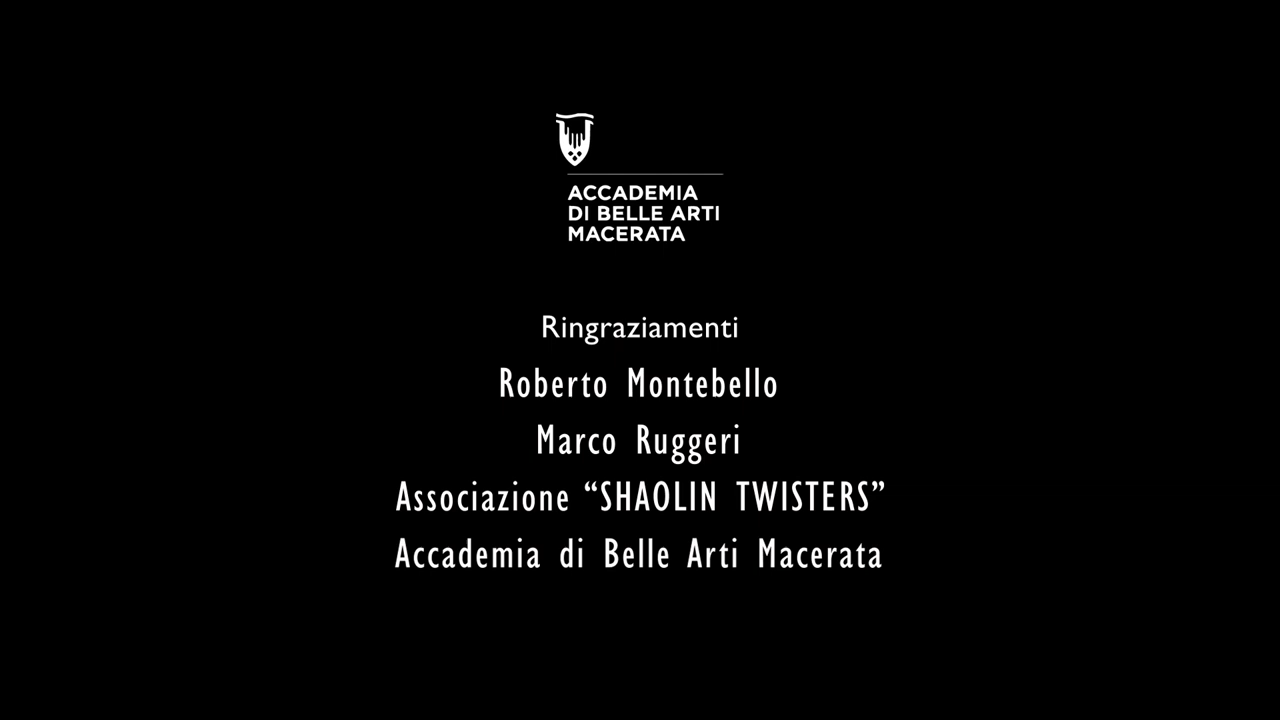 ACCADEMIA
DI BELLE ARTI
MACERATA
Ringraziamenti
Roberto Montebello
Marco Ruggeri
Associazione “SHAOLIN TWISTERS”
Accademia di Belle Arti Macerata